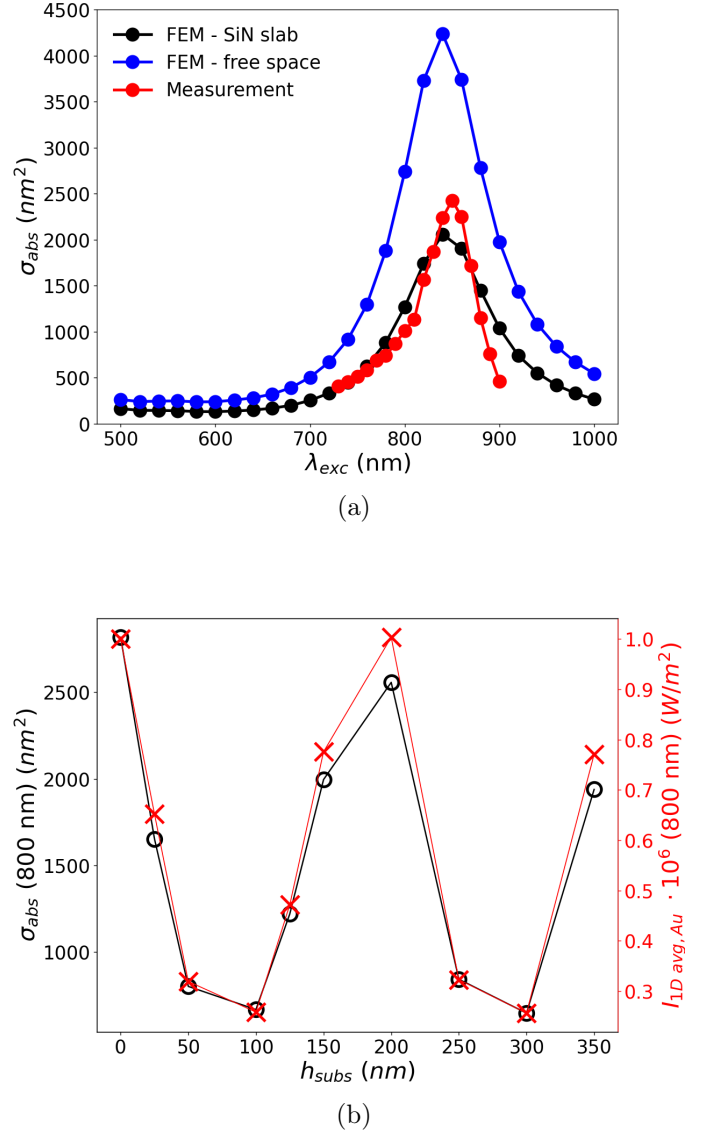 4500
4000
3500
3000
2500
2000
1500
1000
500
0
σabs (nm²)
FEM - SiN slab
FEM - free space
Measurement
500 600 700 800 900 1000
λexc (nm)
(a)
2500
2000
1500
1000
σabs (800 nm) (nm²)
1.0
0.9
0.8
0.7
0.6
0.5
0.4
0.3
I1D avg, Au · 10⁶ (800 nm) (W/m²)
0 50 100 150 200 250 300 350
hsubs (nm)
(b)